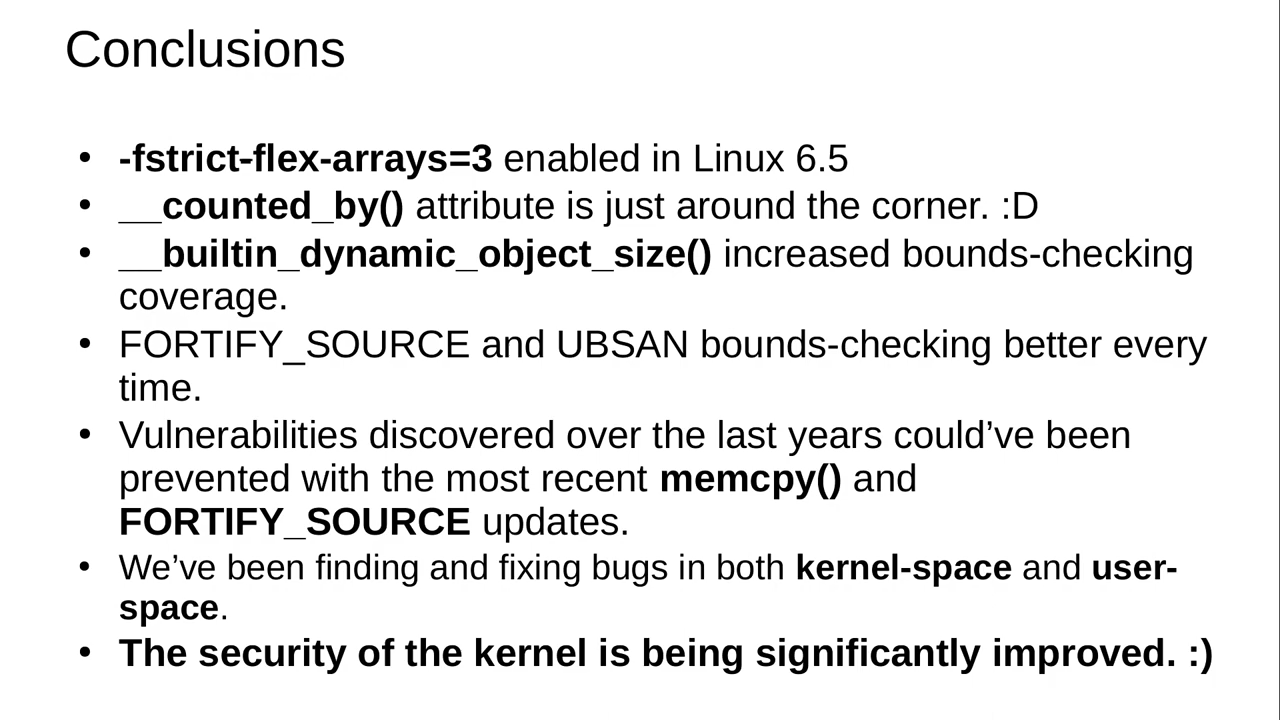 Conclusions
• -fstrict-flex-arrays=3 enabled in Linux 6.5
• __counted_by() attribute is just around the corner. :D
• __builtin_dynamic_object_size() increased bounds-checking
coverage.
• FORTIFY_SOURCE and UBSAN bounds-checking better every
time.
• Vulnerabilities discovered over the last years could’ve been
prevented with the most recent memcpy() and
FORTIFY_SOURCE updates.
• We’ve been finding and fixing bugs in both kernel-space and user-
space.
• The security of the kernel is being significantly improved. :)